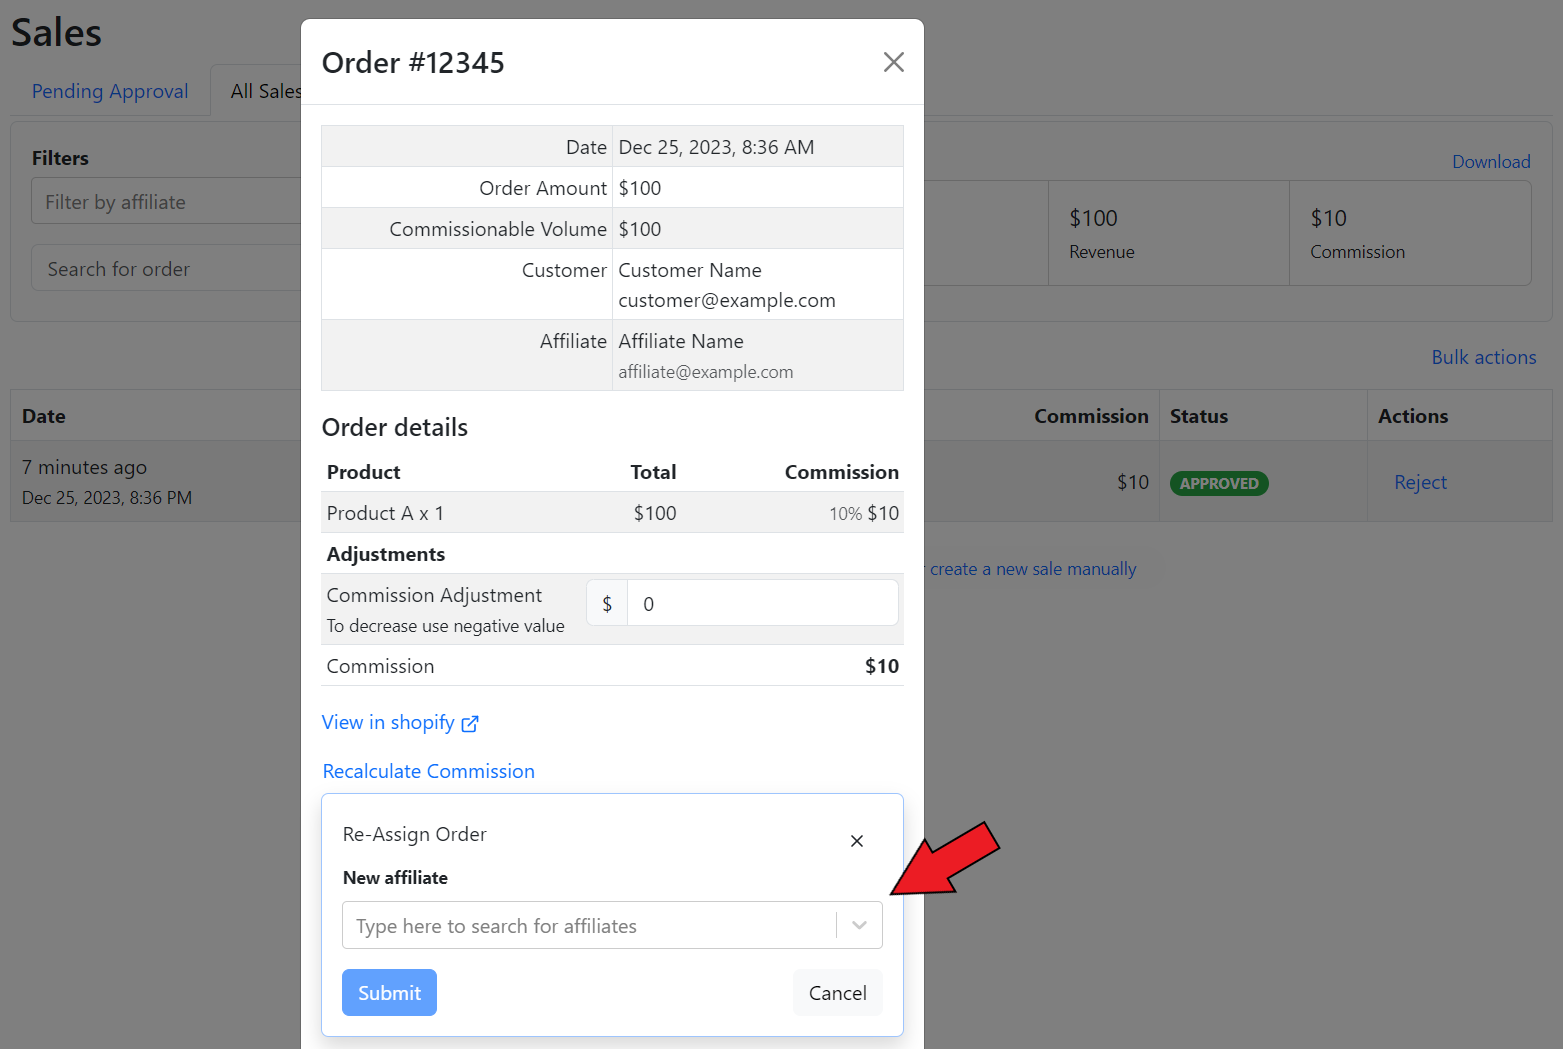 Sales
Pending Approval
All Sales
Filters
Filter by affiliate
Search for order
Download
$100
Revenue
$10
Commission
Bulk actions
Date
Commission
Status
Actions
7 minutes ago
Dec 25, 2023, 8:36 PM
$10
APPROVED
Reject
create a new sale manually
Order #12345
Date
Dec 25, 2023, 8:36 AM
Order Amount
$100
Commissionable Volume
$100
Customer
Customer Name
customer@example.com
Affiliate
Affiliate Name
affiliate@example.com
Order details
Product
Total
Commission
Product A x 1
$100
10% $10
Adjustments
Commission Adjustment
To decrease use negative value
$
0
Commission
$10
View in shopify
Recalculate Commission
Re-Assign Order
New affiliate
Type here to search for affiliates
Submit
Cancel